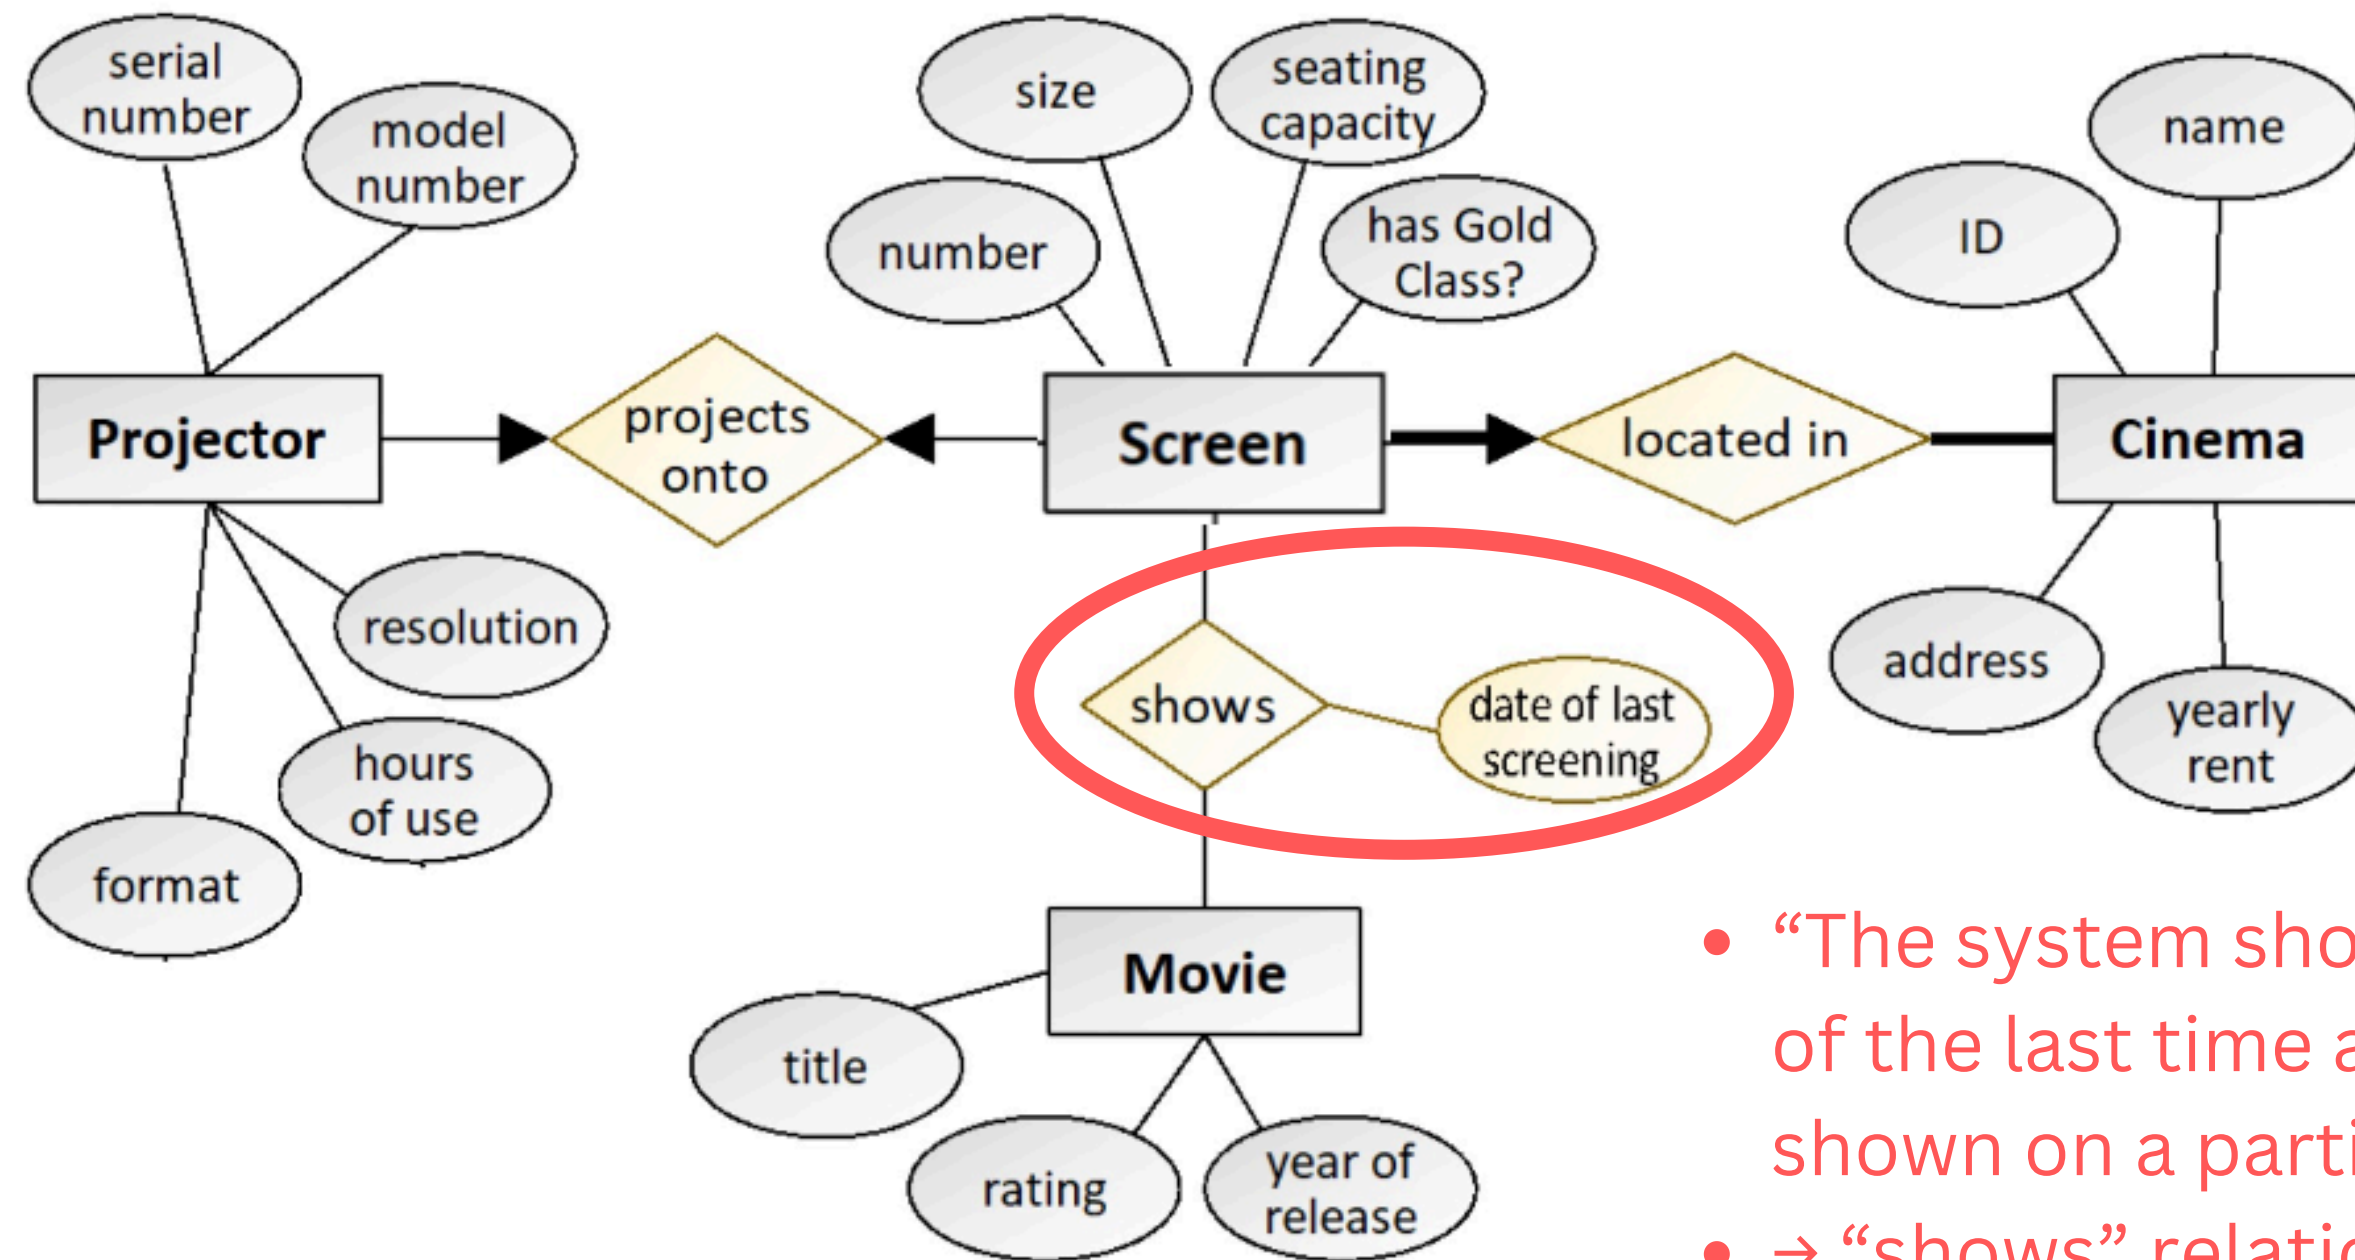 serial
number
model
number
size
seating
capacity
number
has Gold
Class?
name
ID
Projector
projects
onto
Screen
located in
Cinema
resolution
hours
of use
format
shows
date of last
screening
address
yearly
rent
Movie
title
rating
year of
release
• “The system sho
of the last time a
shown on a parti
• → “shows” relatio